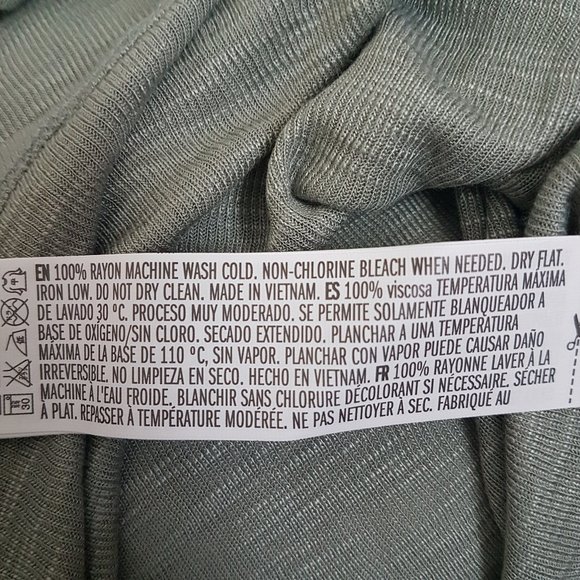 EN 100% RAYON MACHINE WASH COLD. NON-CHLORINE BLEACH WHEN NEEDED. DRY FLAT.
IRON LOW. DO NOT DRY CLEAN. MADE IN VIETNAM. ES 100% viscosa TEMPERATURA MÁXIMA
DE LAVADO 30 ºC. PROCESO MUY MODERADO. SE PERMITE SOLAMENTE BLANQUEADOR A
BASE DE OXÍGENO/SIN CLORO. SECADO EXTENDIDO. PLANCHAR A UNA TEMPERATURA
MÁXIMA DE LA BASE DE 110 ºC, SIN VAPOR. PLANCHAR CON VAPOR PUEDE CAUSAR DAÑO
IRREVERSIBLE. NO LIMPIEZA EN SECO. HECHO EN VIETNAM. FR 100% RAYONNE LAVER À LA
MACHINE À L'EAU FROIDE, BLANCHIR SANS CHLORURE DÉCOLORANT SI NÉCESSAIRE. SÉCHER
À PLAT. REPASSER À TEMPÉRATURE MODÉRÉE. NE PAS NETTOYER À SEC. FABRIQUÉ AU
30